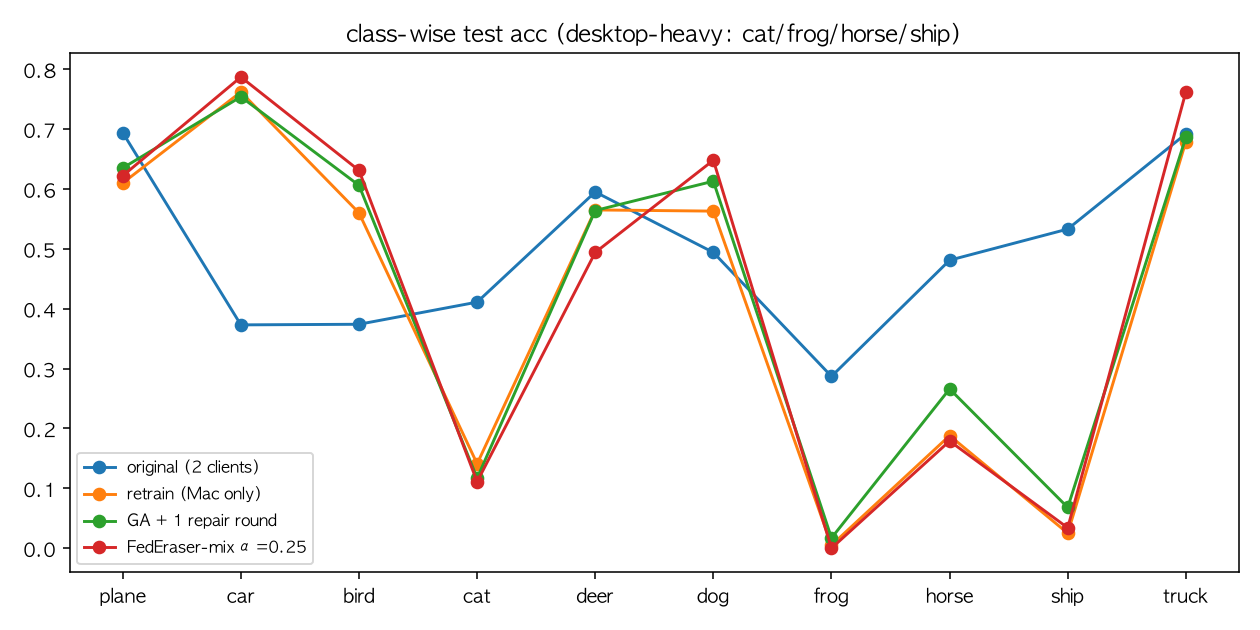 class-wise test acc (desktop-heavy: cat/frog/horse/ship)
0.8
0.7
0.6
0.5
0.4
0.3
0.2
0.1
0.0
original (2 clients)
retrain (Mac only)
GA + 1 repair round
FedEraser-mix α =0.25
plane car bird cat deer dog frog horse ship truck